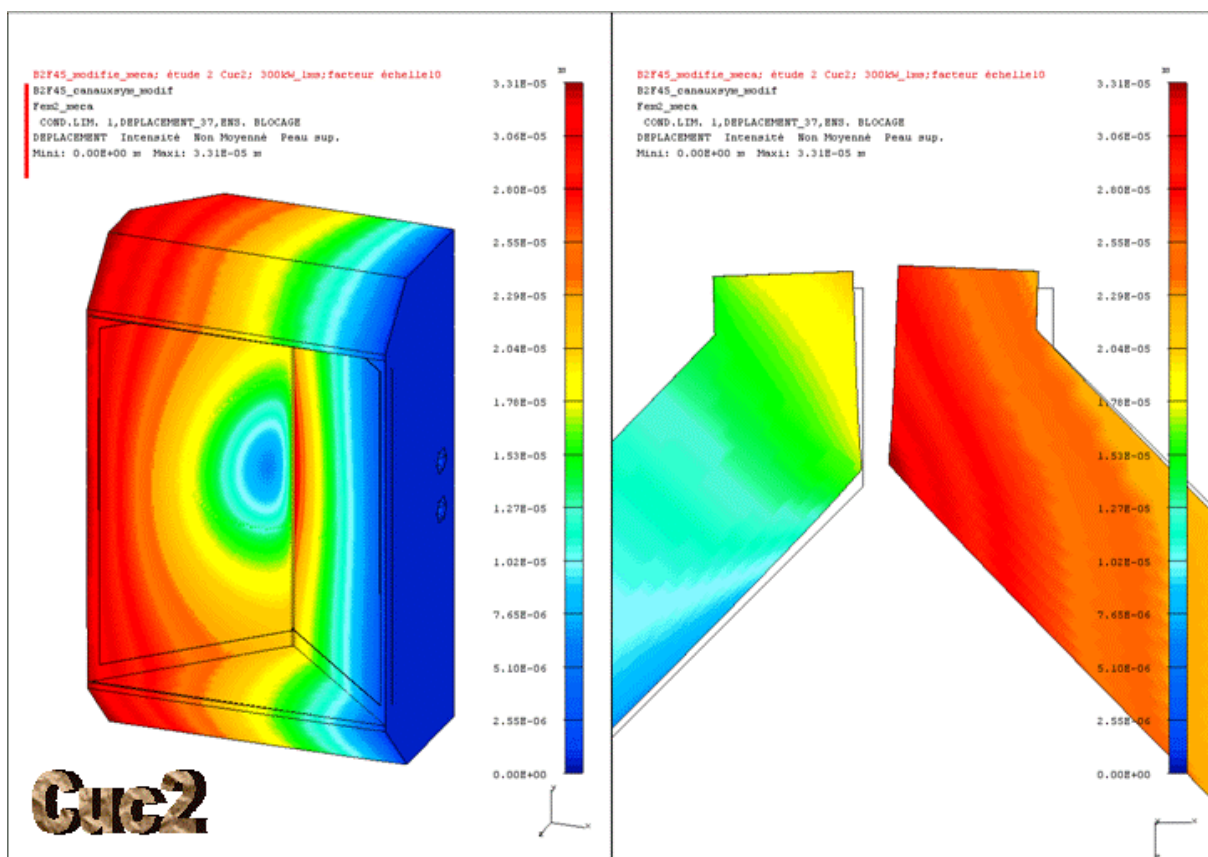 B2F45_modifie_meca; étude 2 Cuc2; 300kW_1ms;facteur échelle10
B2F45_canauxsym_modif
Fem2_meca
COND.LIM. 1,DEPLACEMENT_37,ENS. BLOCAGE
DEPLACEMENT Intensité Non Moyenné Peau sup.
Mini: 0.00E+00 m Maxi: 3.31E-05 m
m
3.31E-05
3.06E-05
2.80E-05
2.55E-05
2.29E-05
2.04E-05
1.78E-05
1.53E-05
1.27E-05
1.02E-05
7.65E-06
5.10E-06
2.55E-06
0.00E+00
Y
X
Z
Cuc2
B2F45_modifie_meca; étude 2 Cuc2; 300kW_1ms;facteur échelle10
B2F45_canauxsym_modif
Fem2_meca
COND.LIM. 1,DEPLACEMENT_37,ENS. BLOCAGE
DEPLACEMENT Intensité Non Moyenné Peau sup.
Mini: 0.00E+00 m Maxi: 3.31E-05 m
m
3.31E-05
3.06E-05
2.80E-05
2.55E-05
2.29E-05
2.04E-05
1.78E-05
1.53E-05
1.27E-05
1.02E-05
7.65E-06
5.10E-06
2.55E-06
0.00E+00
X